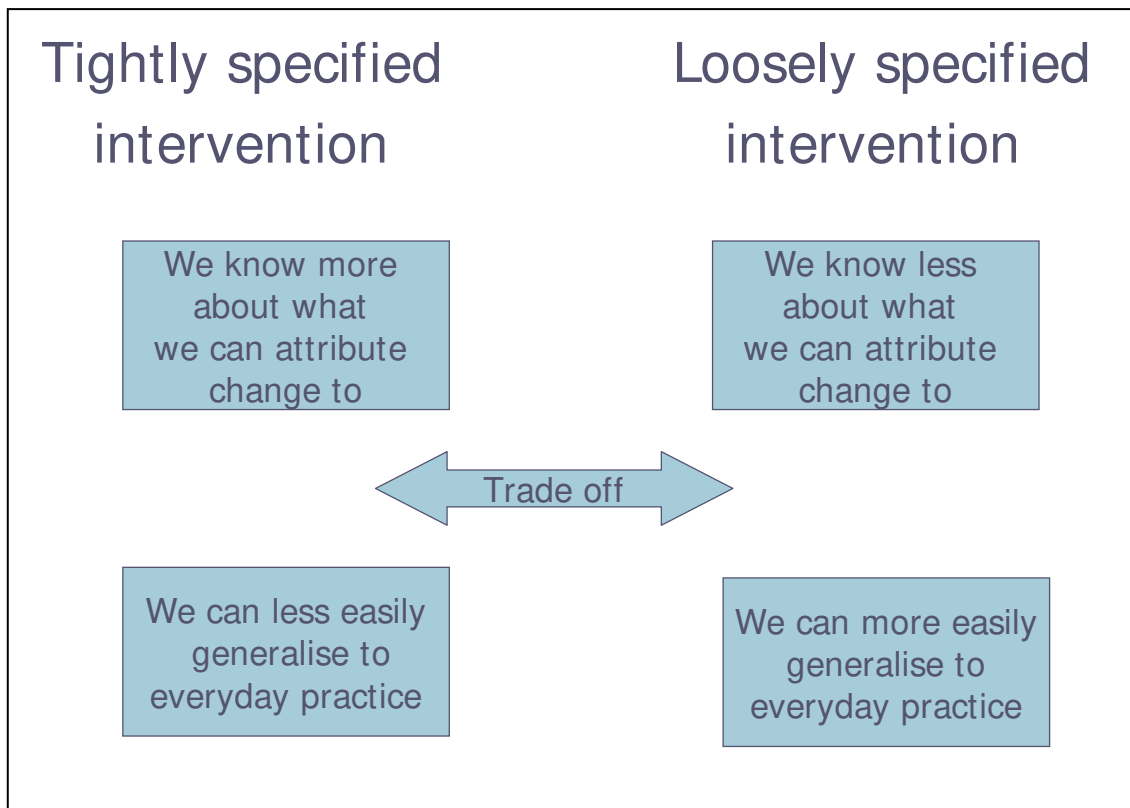 Tightly specified
intervention
Loosely specified
intervention
We know more
about what
we can attribute
change to
We know less
about what
we can attribute
change to
Trade off
We can less easily
generalise to
everyday practice
We can more easily
generalise to
everyday practice